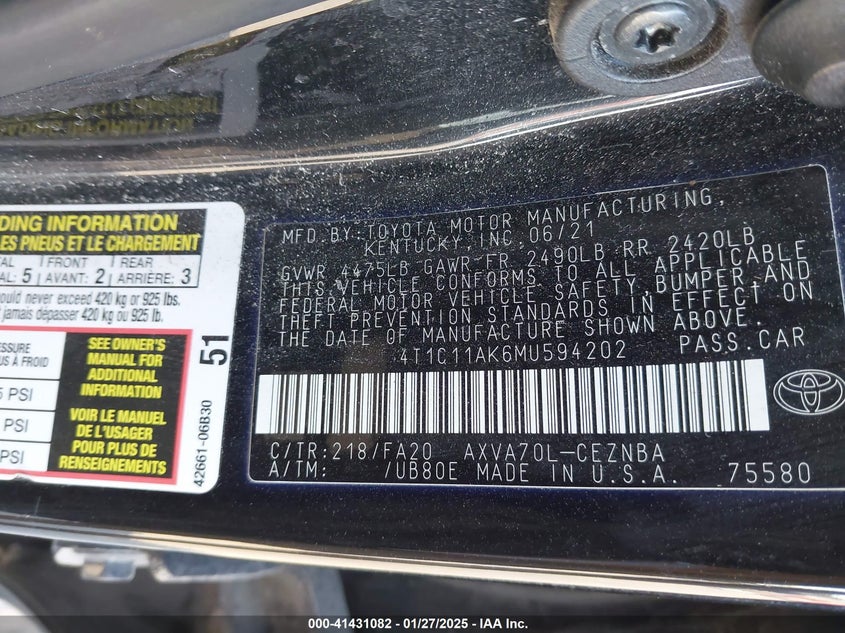 DING INFORMATION
LES PNEUS ET LE CHARGEMENT
FRONT REAR
5 AVANT: 2 ARRIÈRE: 3
never exceed 420 kg or 925 lbs.
jamais dépasser 420 kg ou 925 lb.
À FROID
PSI
PSI
PSI
SEE OWNER'S
MANUAL FOR
ADDITIONAL
INFORMATION
VOIR LE MANUEL
DE L'USAGER
POUR PLUS DE
RENSEIGNEMENTS
51
42661-06B30
MFD.BY:TOYOTA MOTOR MANUFACTURING,
KENTUCKY,INC.06/21
GVWR 4475LB GAWR-FR 2490LB RR 2420LB
THIS VEHICLE CONFORMS TO ALL APPLICABLE
FEDERAL MOTOR VEHICLE SAFETY,BUMPER,AND
THEFT PREVENTION STANDARDS IN EFFECT ON
THE DATE OF MANUFACTURE SHOWN ABOVE.
4T1C11AK6MU594202 PASS.CAR
C/TR:218/FA20 AXVA70L-CEZNBA
A/TM: /UB80E MADE IN U.S.A. 75580
000-41431082 - 01/27/2025 - IAA Inc.